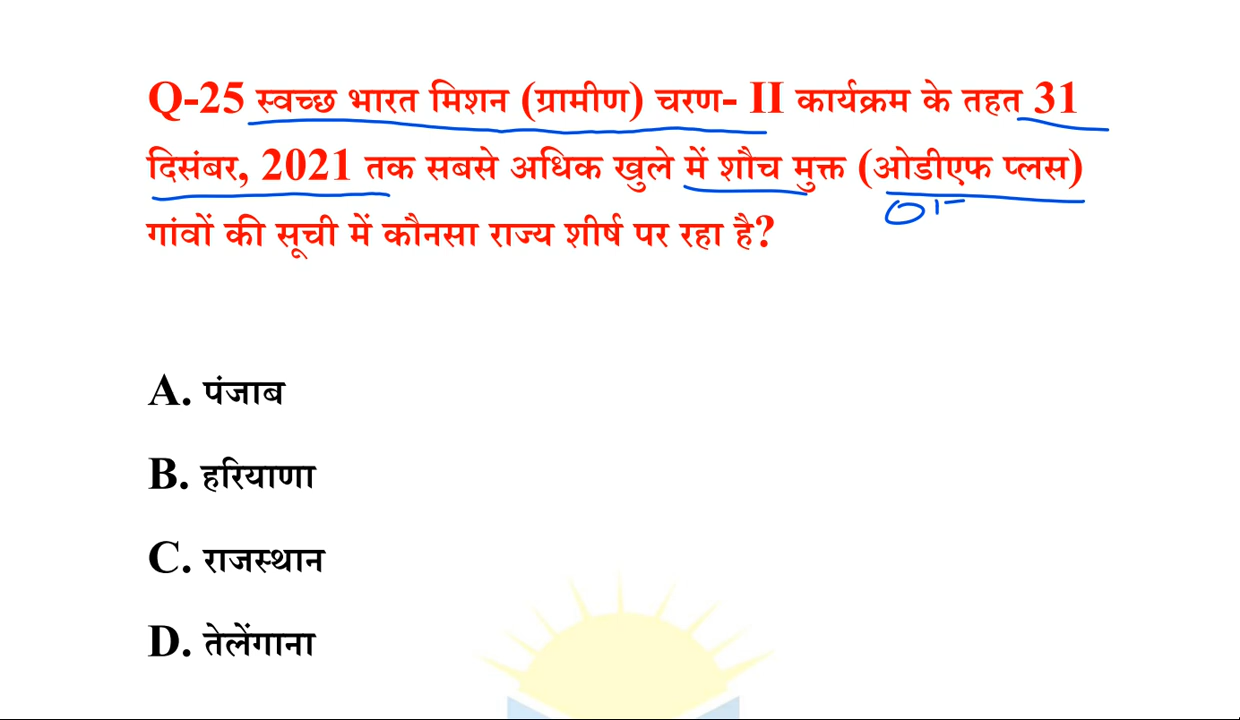 Q-25 स्वच्छ भारत मिशन (ग्रामीण) चरण- II कार्यक्रम के तहत 31
दिसंबर, 2021 तक सबसे अधिक खुले में शौच मुक्त (ओडीएफ प्लस)
गांवों की सूची में कौनसा राज्य शीर्ष पर रहा है?
A. पंजाब
B. हरियाणा
C. राजस्थान
D. तेलेंगाना